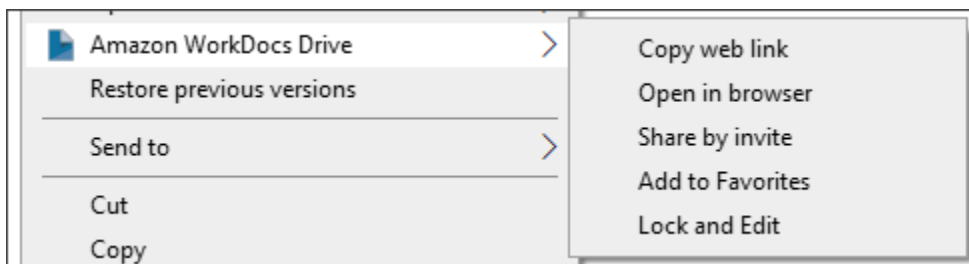 Amazon WorkDocs Drive
Restore previous versions
Send to
Cut
Copy
Copy web link
Open in browser
Share by invite
Add to Favorites
Lock and Edit